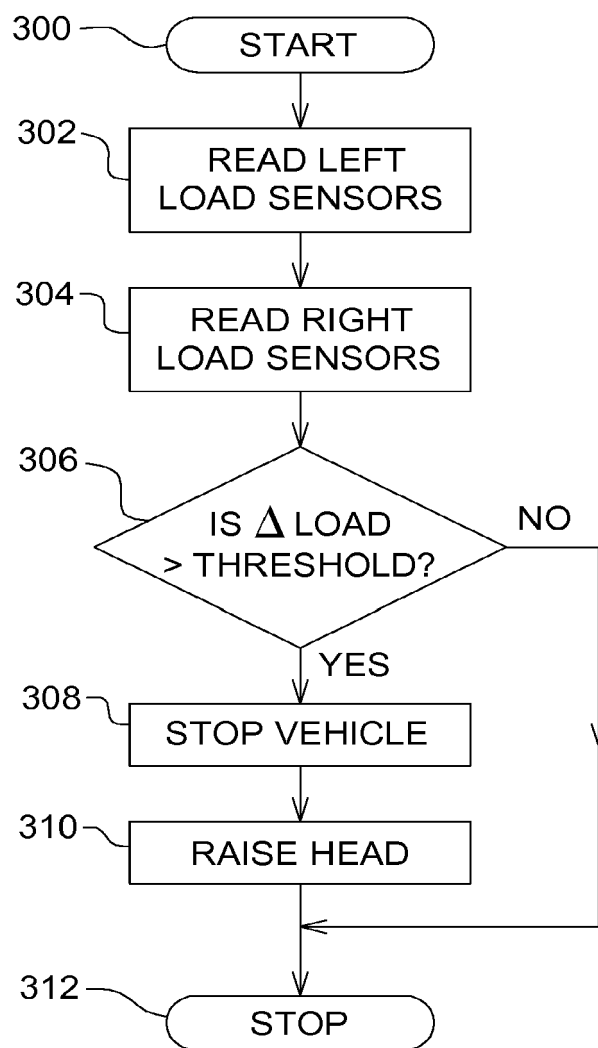 300
START
302
READ LEFT
LOAD SENSORS
304
READ RIGHT
LOAD SENSORS
306
IS Δ LOAD
> THRESHOLD?
NO
YES
308
STOP VEHICLE
310
RAISE HEAD
312
STOP